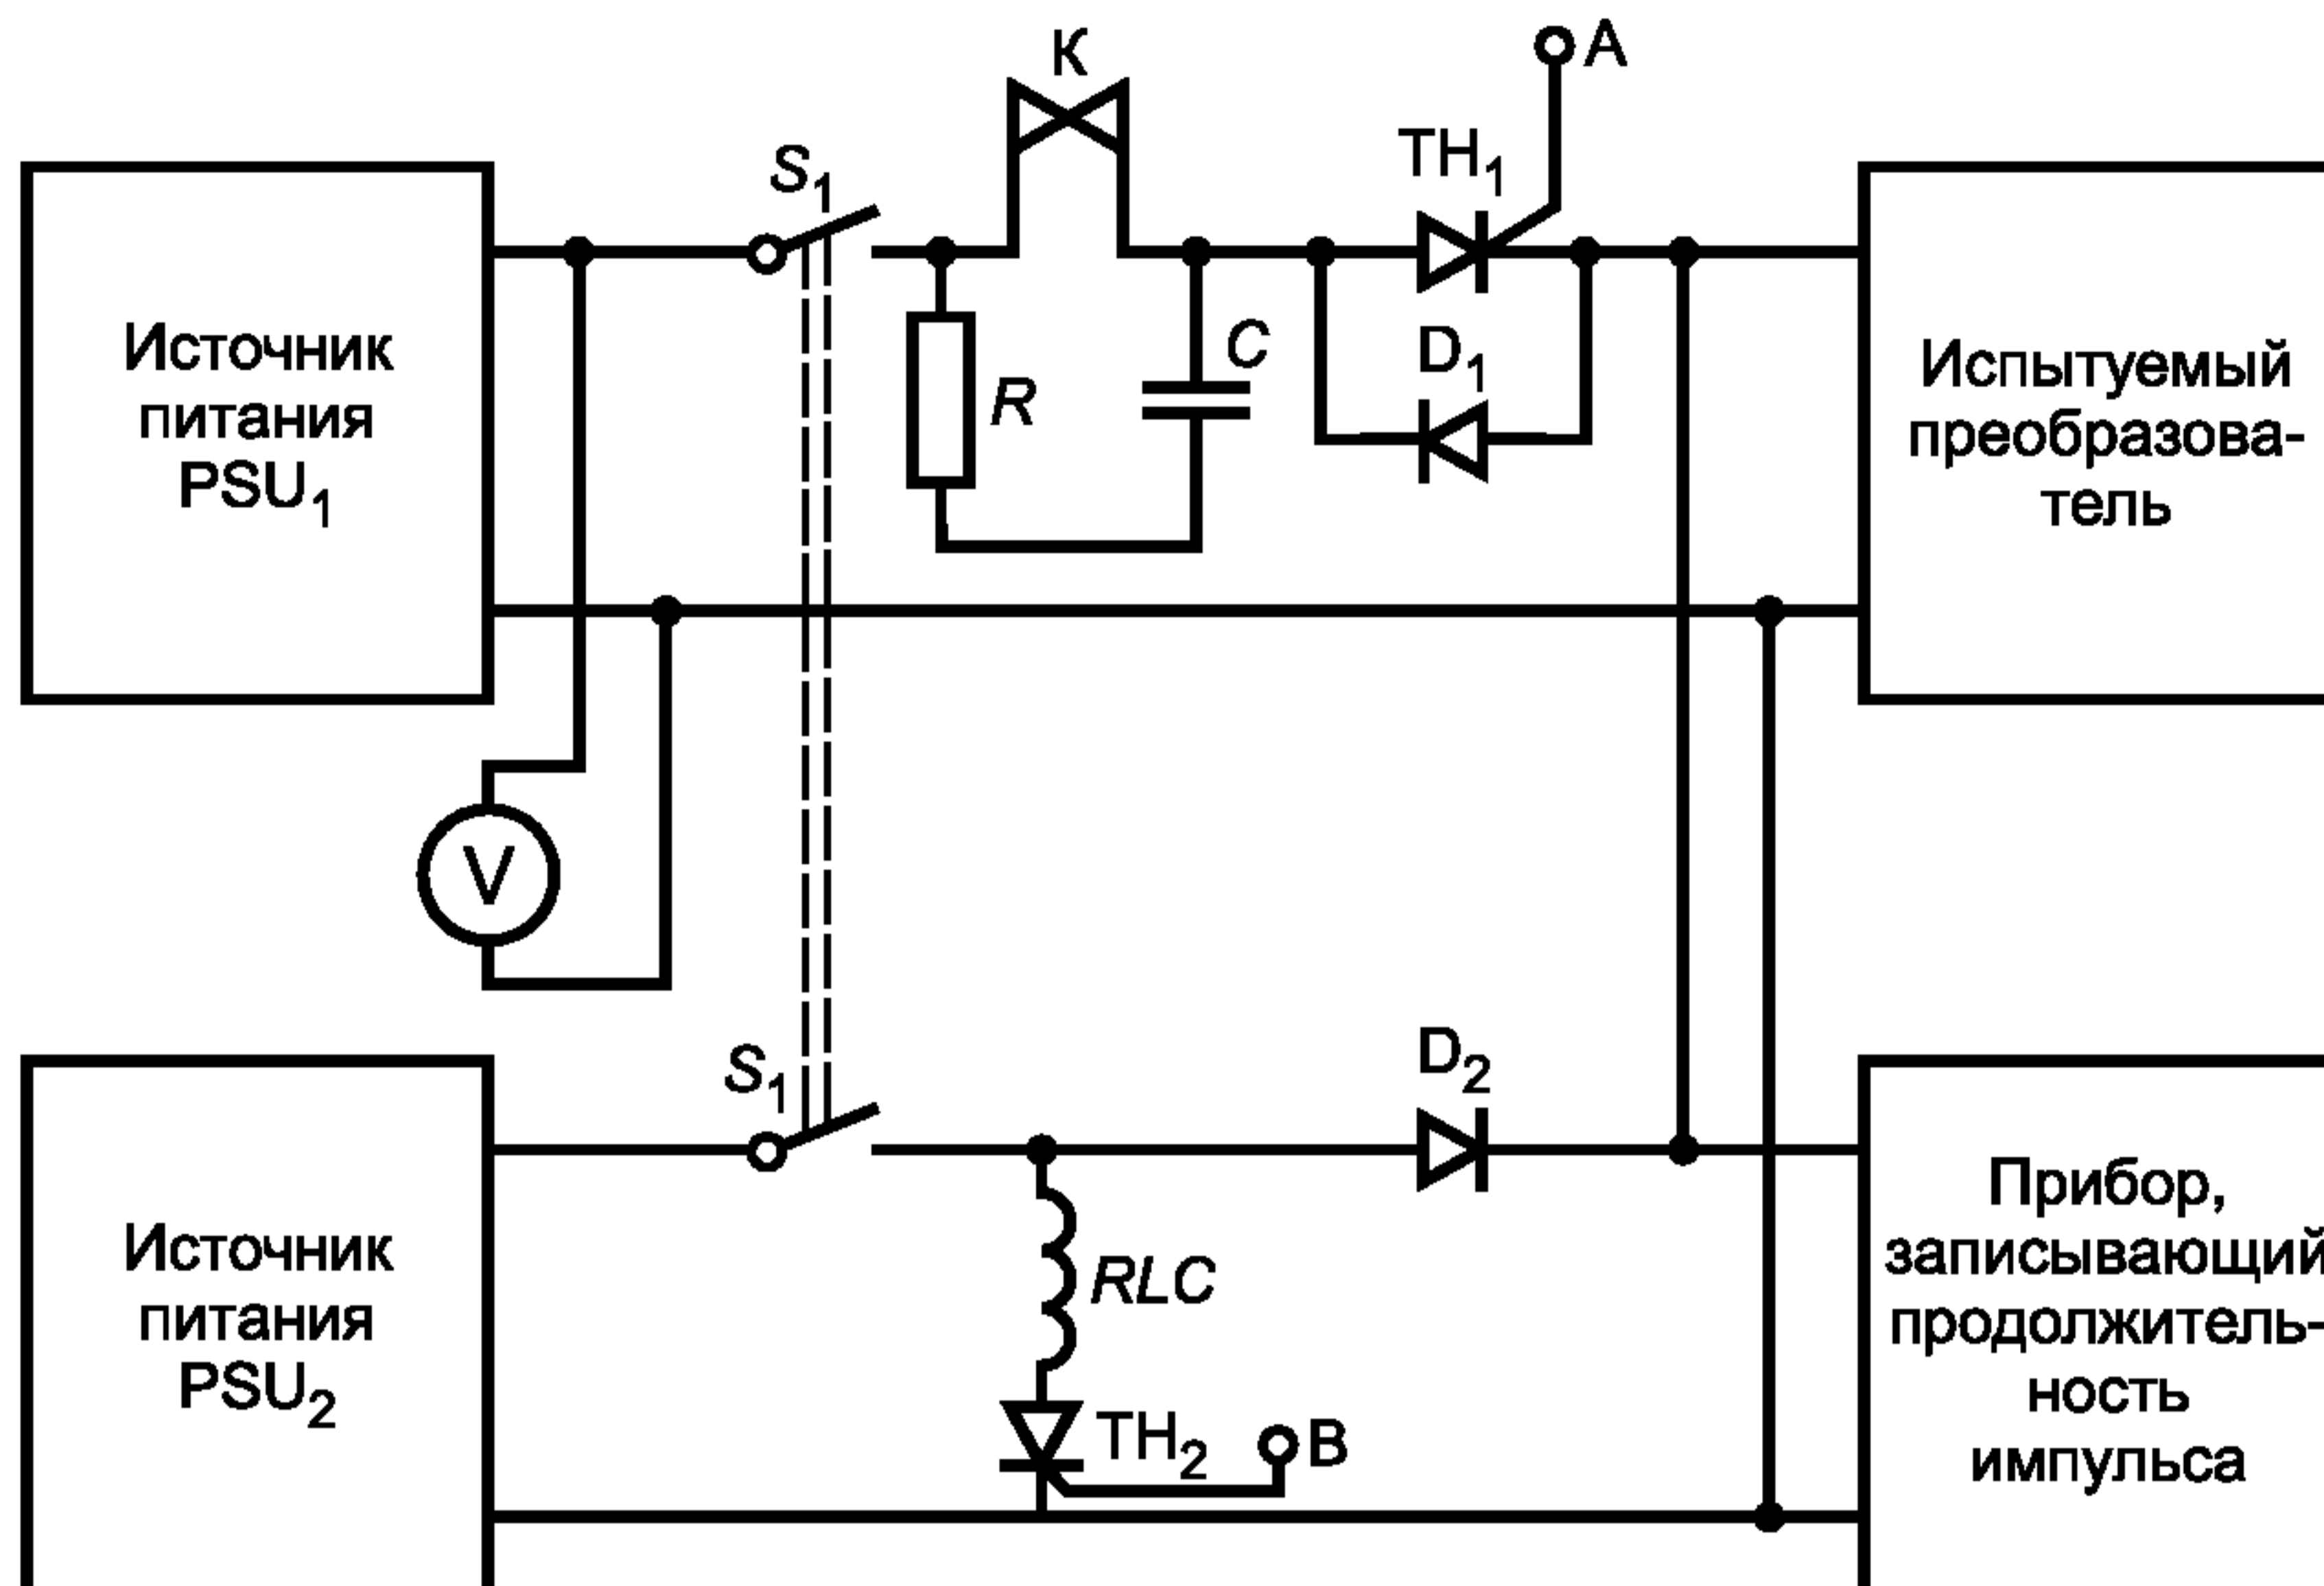 K
A
S1
TH1
Источник
питания
PSU1
R
C
D1
Испытуемый
преобразова-
тель
V
S1
D2
Источник
питания
PSU2
RLC
TH2
B
Прибор,
записывающий
продолжитель-
ность
импульса